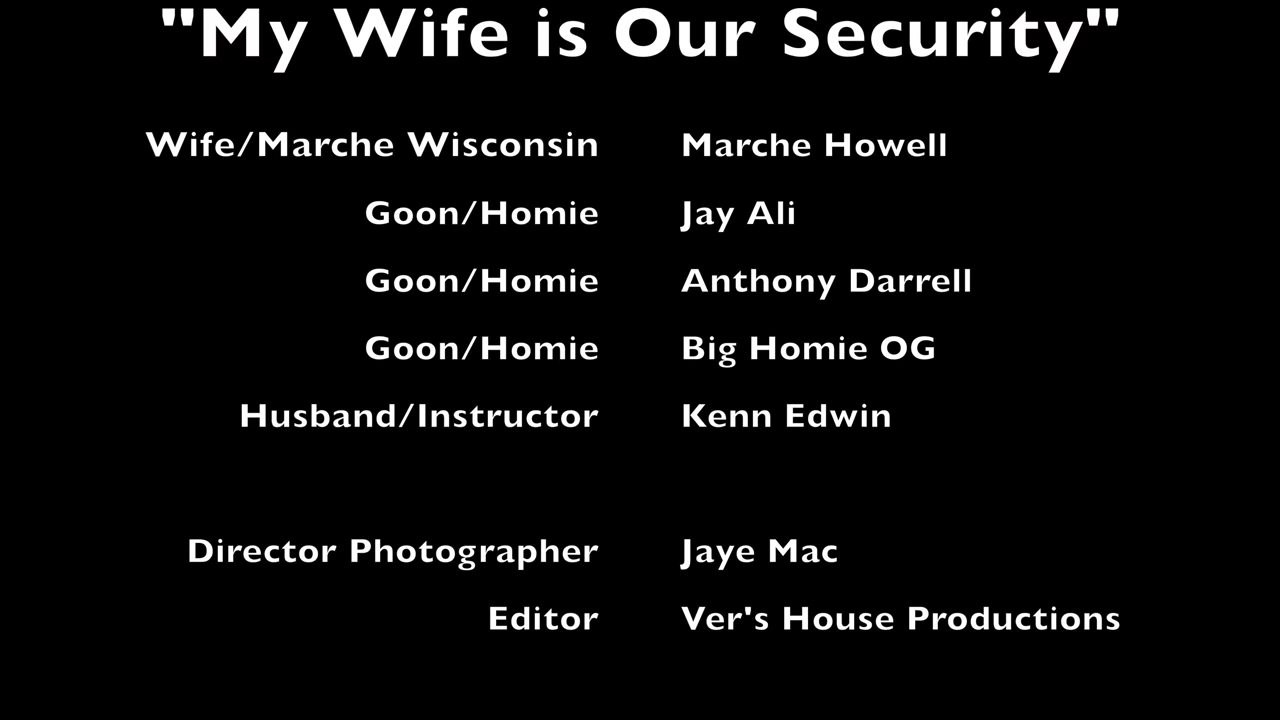 "My Wife is Our Security"
Wife/Marche Wisconsin Marche Howell
Goon/Homie Jay Ali
Goon/Homie Anthony Darrell
Goon/Homie Big Homie OG
Husband/Instructor Kenn Edwin
Director Photographer Jaye Mac
Editor Ver's House Productions